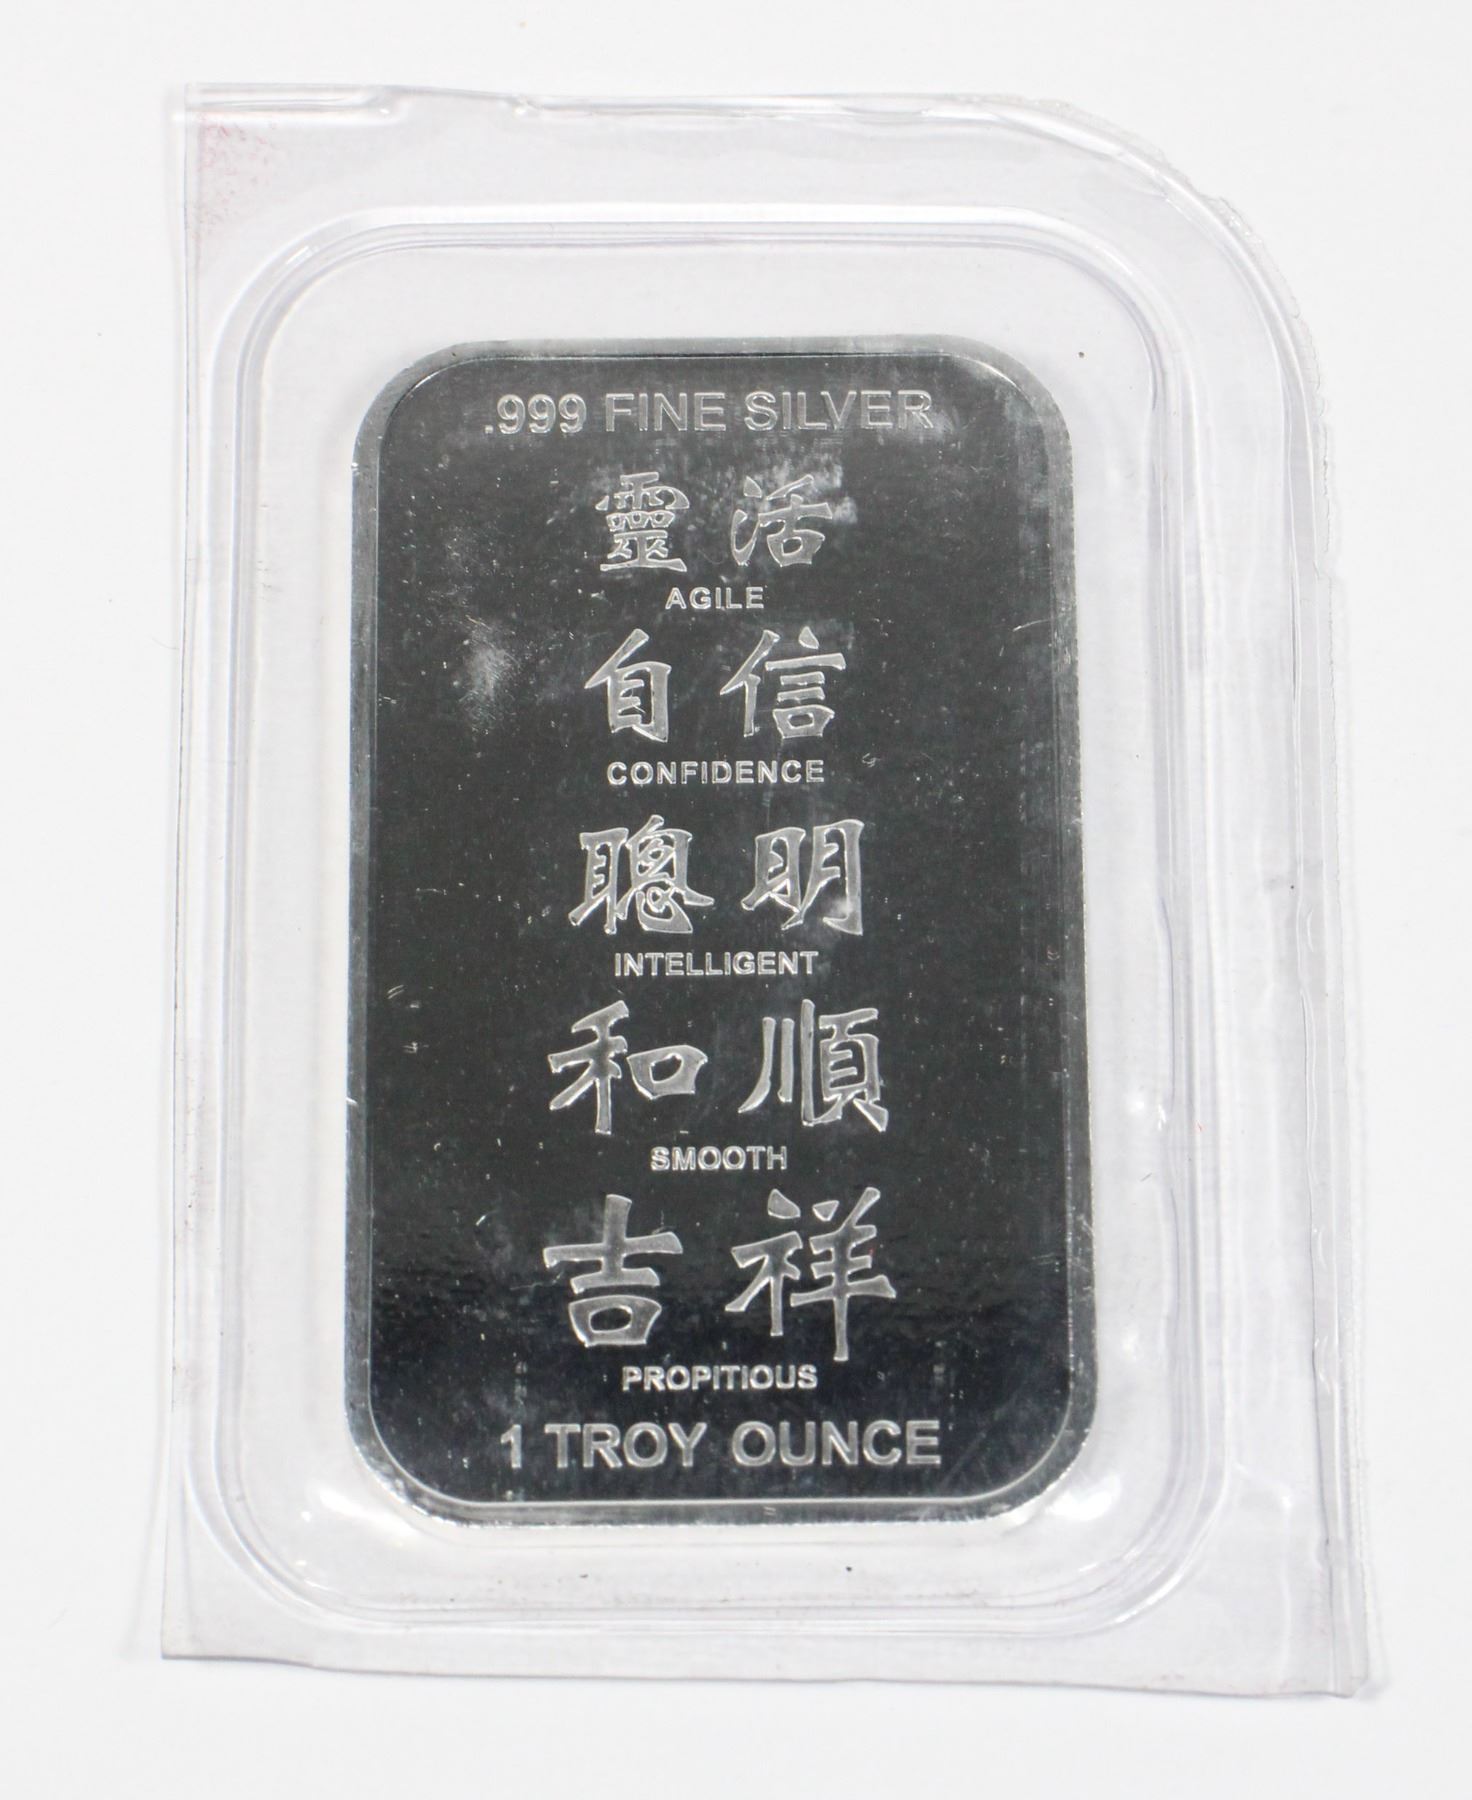 .999 FINE SILVER
靈活
AGILE
自信
CONFIDENCE
聰明
INTELLIGENT
和順
SMOOTH
吉祥
PROPITIOUS
1 TROY OUNCE